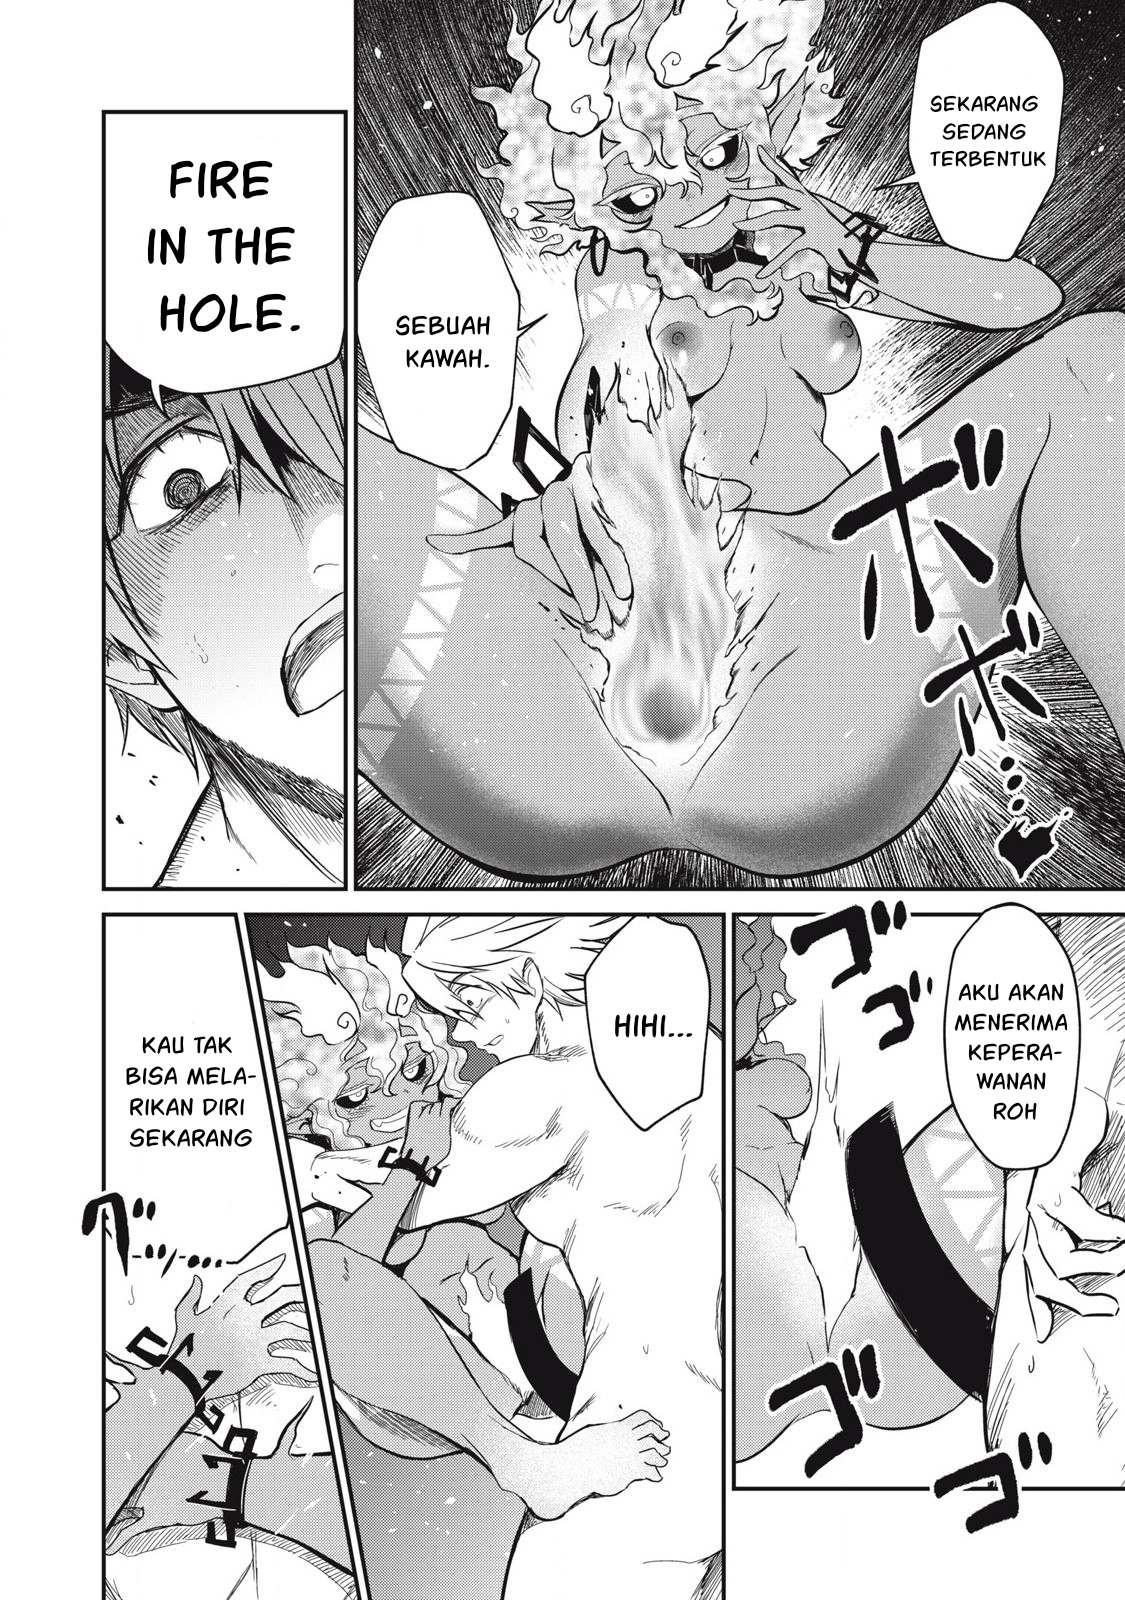 SEKARANG
SEDANG
TERBENTUK
SEBUAH
KAWAH.
ボ
ボ
FIRE
IN THE
HOLE.
AKU AKAN
MENERIMA
KEPERA-
WANAN
ROH
ゴ
ゴ
ゴ
ゴ
HIHI...
KAU TAK
BISA MELA-
RIKAN DIRI
SEKARANG